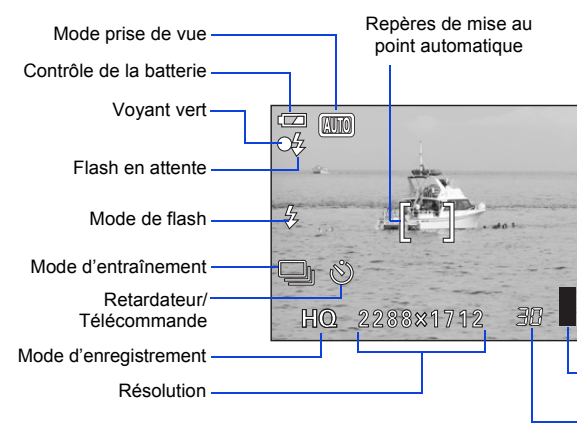 Mode prise de vue
Repères de mise au
point automatique
Contrôle de la batterie
AUTO
Voyant vert
Flash en attente
Mode de flash
Mode d'entraînement
Retardateur/
Télécommande
HQ 2288×1712 30
Mode d'enregistrement
Résolution